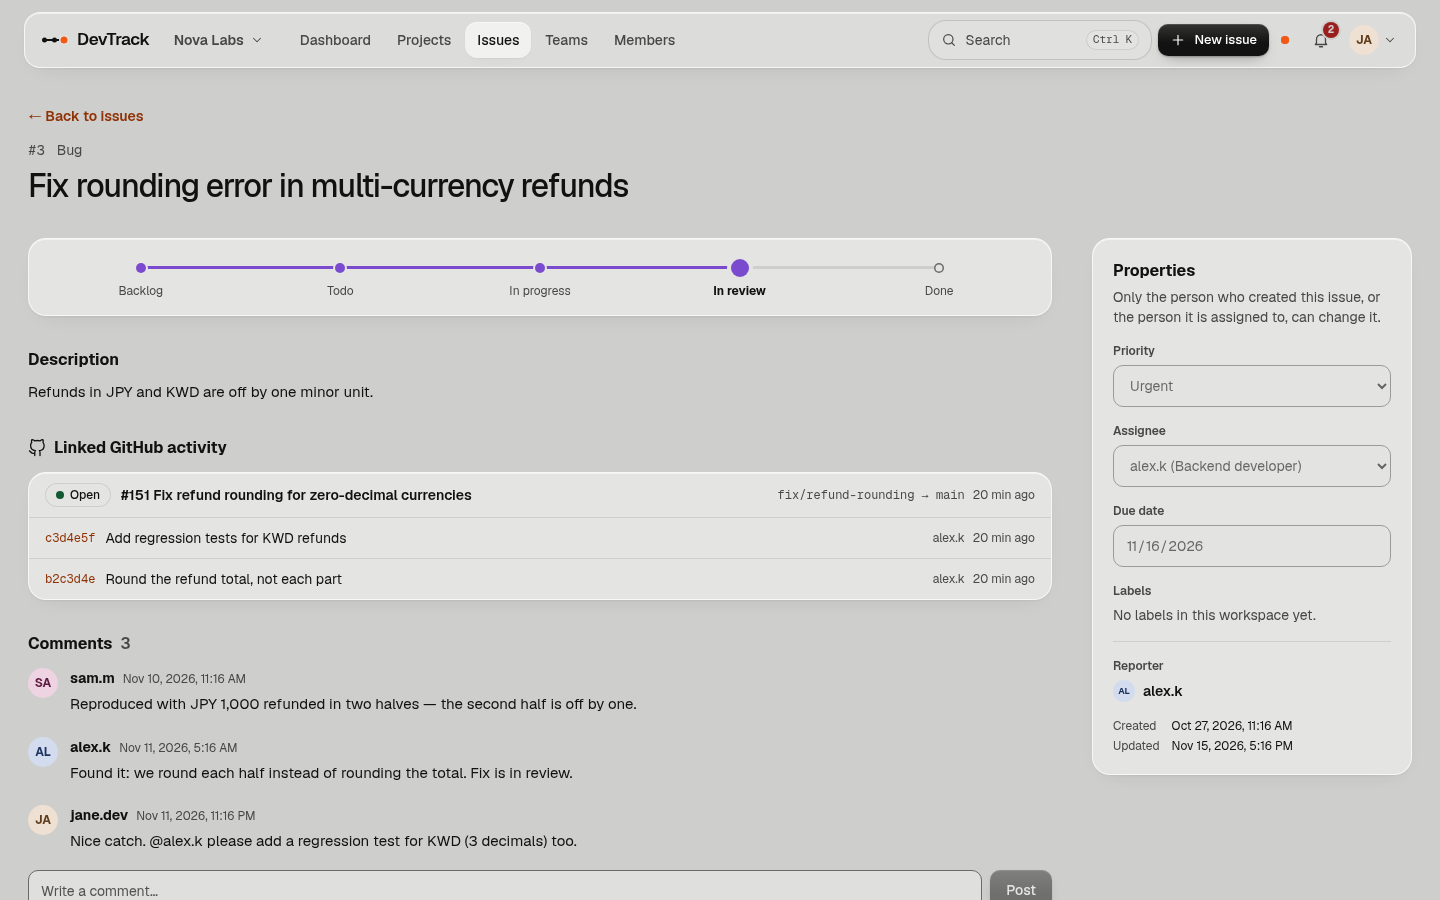 DevTrack
Nova Labs
Dashboard
Projects
Issues
Teams
Members
Search
Ctrl K
New issue
2
JA
← Back to issues
#3 Bug
Fix rounding error in multi-currency refunds
Backlog
Todo
In progress
In review
Done
Description
Refunds in JPY and KWD are off by one minor unit.
Linked GitHub activity
Open #151 Fix refund rounding for zero-decimal currencies fix/refund-rounding → main 20 min ago
c3d4e5f Add regression tests for KWD refunds alex.k 20 min ago
b2c3d4e Round the refund total, not each part alex.k 20 min ago
Comments 3
SA
sam.m Nov 10, 2026, 11:16 AM
Reproduced with JPY 1,000 refunded in two halves — the second half is off by one.
AL
alex.k Nov 11, 2026, 5:16 AM
Found it: we round each half instead of rounding the total. Fix is in review.
JA
jane.dev Nov 11, 2026, 11:16 PM
Nice catch. @alex.k please add a regression test for KWD (3 decimals) too.
Write a comment…
Post
Properties
Only the person who created this issue, or
the person it is assigned to, can change it.
Priority
Urgent
Assignee
alex.k (Backend developer)
Due date
11/16/2026
Labels
No labels in this workspace yet.
Reporter
AL alex.k
Created Oct 27, 2026, 11:16 AM
Updated Nov 15, 2026, 5:16 PM